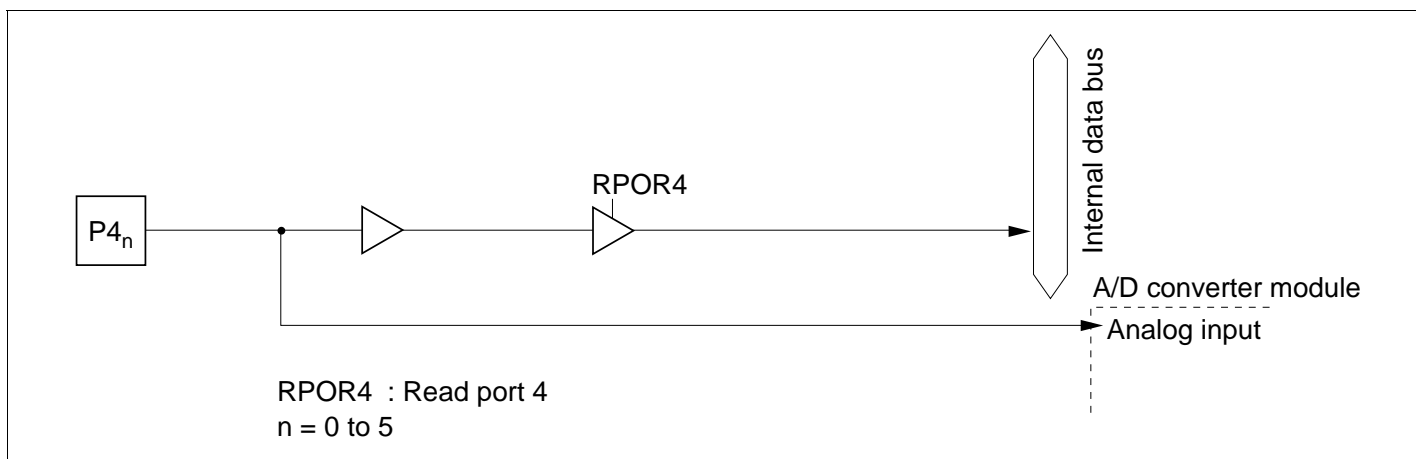 RPOR4
P4n
Internal data bus
A/D converter module
Analog input
RPOR4 : Read port 4
n = 0 to 5